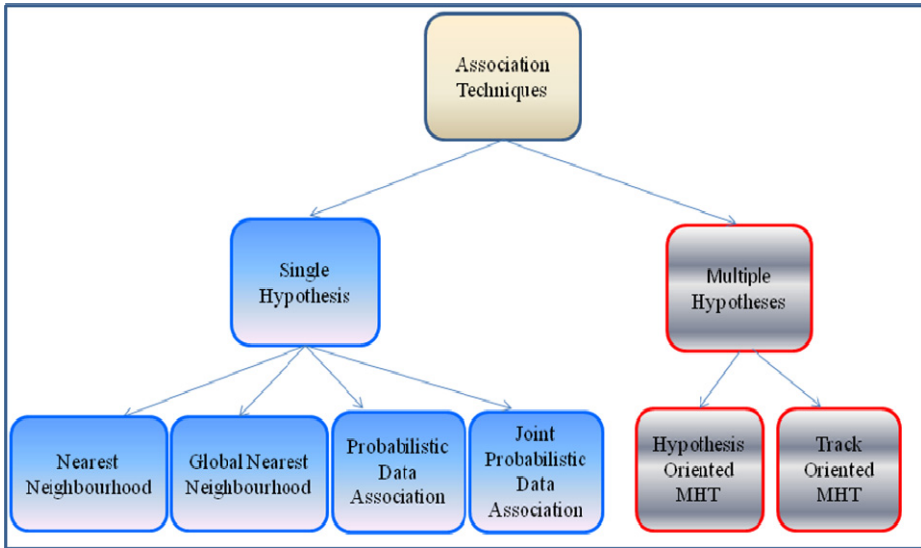 Association
Techniques
Single
Hypothesis
Multiple
Hypotheses
Nearest
Neighbourhood
Global Nearest
Neighbourhood
Probabilistic
Data
Association
Joint
Probabilistic
Data
Association
Hypothesis
Oriented
MHT
Track
Oriented
MHT